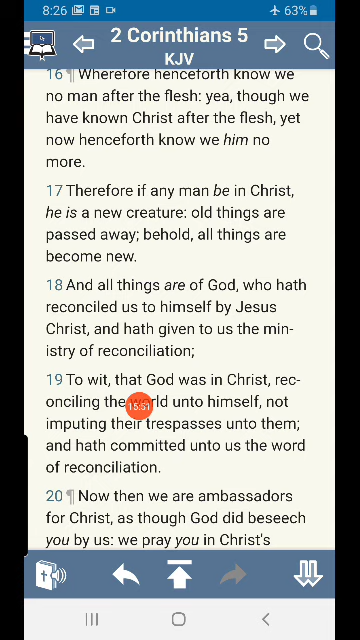 8:26
63%
2 Corinthians 5
KJV
16 ¶ Wherefore henceforth know we
no man after the flesh: yea, though we
have known Christ after the flesh, yet
now henceforth know we him no
more.
17 Therefore if any man be in Christ,
he is a new creature: old things are
passed away; behold, all things are
become new.
18 And all things are of God, who hath
reconciled us to himself by Jesus
Christ, and hath given to us the min-
istry of reconciliation;
19 To wit, that God was in Christ, rec-
onciling the world unto himself, not
15:51
imputing their trespasses unto them;
and hath committed unto us the word
of reconciliation.
20 ¶ Now then we are ambassadors
for Christ, as though God did beseech
you by us: we pray you in Christ's